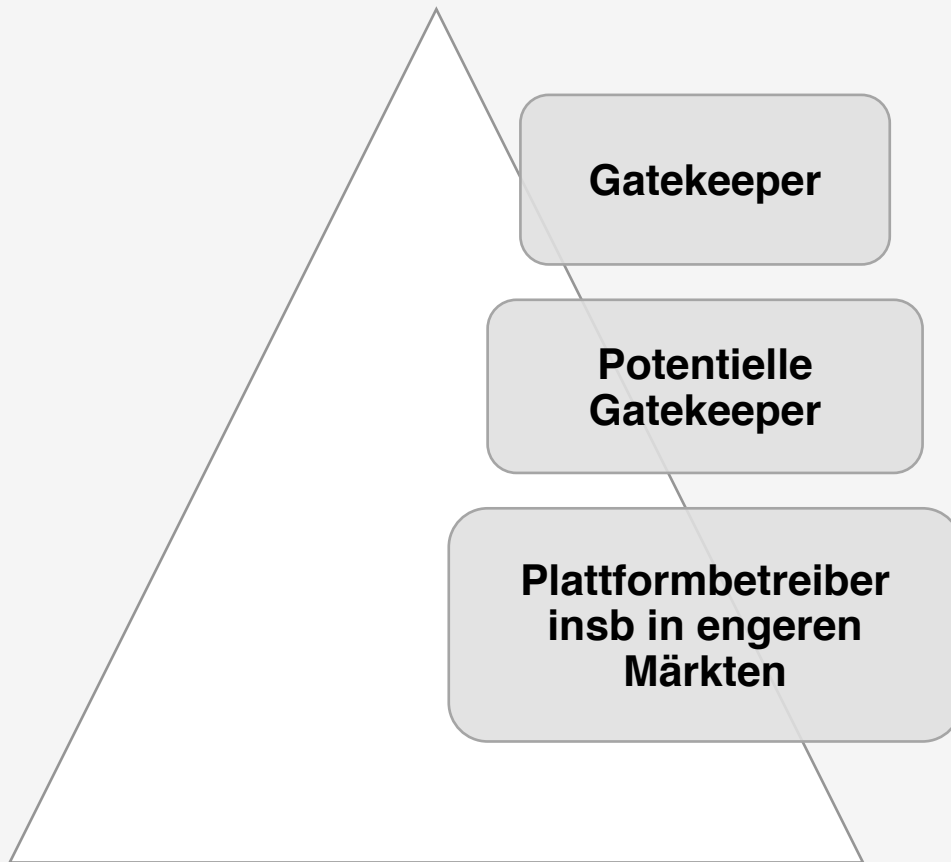 Gatekeeper
Potentielle
Gatekeeper
Plattformbetreiber
insb in engeren
Märkten